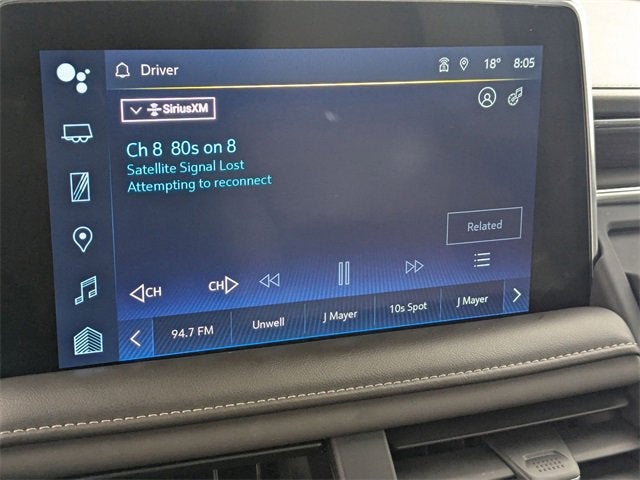 Driver
18° 8:05
SiriusXM
Ch 8 80s on 8
Satellite Signal Lost
Attempting to reconnect
Related
CH CH
94.7 FM Unwell J Mayer 10s Spot J Mayer